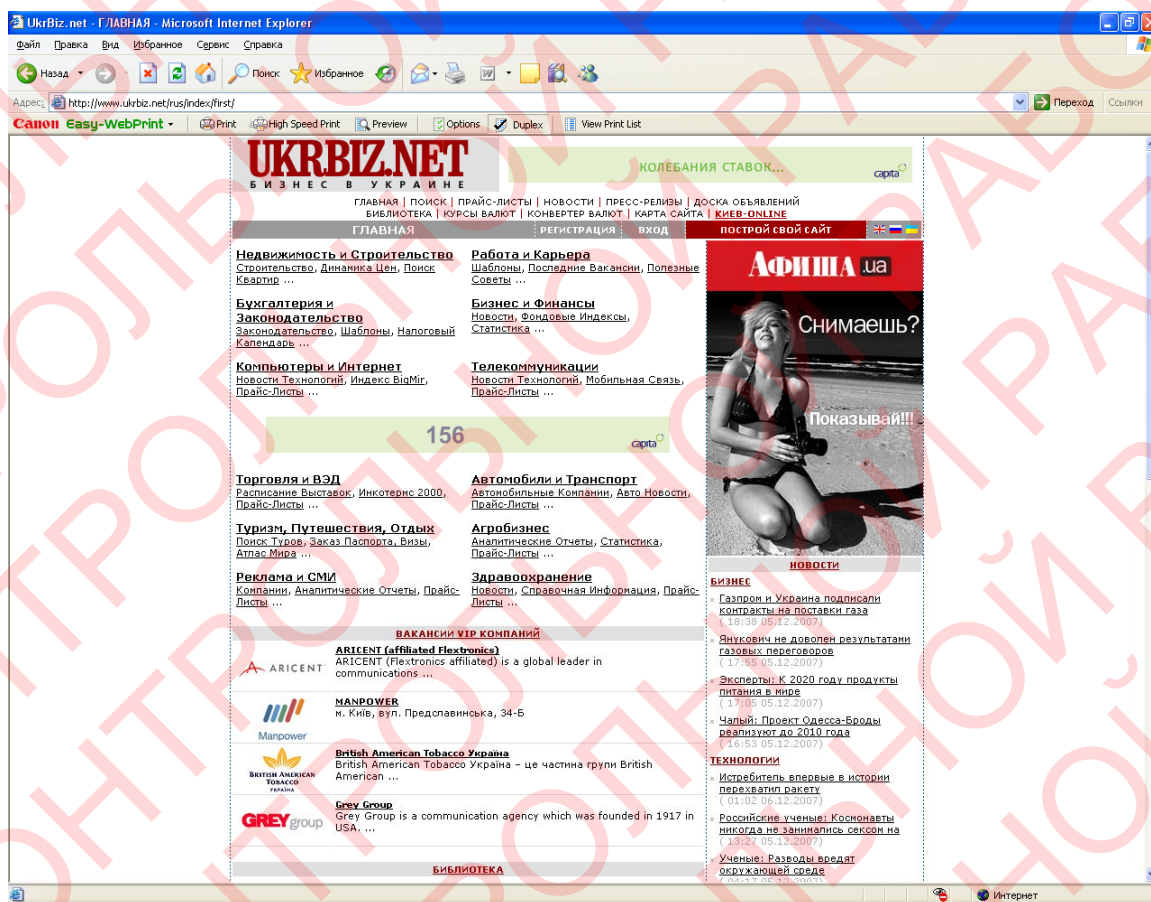 UkrBiz.net - ГЛАВНАЯ - Microsoft Internet Explorer
Файл Правка Вид Избранное Сервис Справка
Назад Поиск Избранное
Адрес: http://www.ukrbiz.net/rus/index/first/ Переход Ссылки
Canon Easy-WebPrint Print High Speed Print Preview Options Duplex View Print List
UKRBIZ.NET
БИЗНЕС В УКРАИНЕ
КОЛЕБАНИЯ СТАВОК...
capita
ГЛАВНАЯ | ПОИСК | ПРАЙС-ЛИСТЫ | НОВОСТИ | ПРЕСС-РЕЛИЗЫ | ДОСКА ОБЪЯВЛЕНИЙ
БИБЛИОТЕКА | КУРСЫ ВАЛЮТ | КОНВЕРТЕР ВАЛЮТ | КАРТА САЙТА | КИЕВ-ONLINE
ГЛАВНАЯ РЕГИСТРАЦИЯ ВХОД ПОСТРОЙ СВОЙ САЙТ
Недвижимость и Строительство
Строительство, Динаника Цен, Поиск
Квартир ...
Работа и Карьера
Шаблоны, Последние Вакансии, Полезные
Советы ...
Бухгалтерия и
Законодательство
Законодательство, Шаблоны, Налоговый
Календарь ...
Бизнес и Финансы
Новости, Фондовые Индексы,
Статистика ...
Компьютеры и Интернет
Новости Технологий, Индекс BigMir,
Прайс-Листы ...
Телекоммуникации
Новости Технологий, Мобильная Связь,
Прайс-Листы ...
156
capita
Торговля и ВЭД
Расписание Выставок, Инкотермс 2000,
Прайс-Листы ...
Автомобили и Транспорт
Автомобильные Компании, Авто Новости,
Прайс-Листы ...
Туризм, Путешествия, Отдых
Поиск Туров, Заказ Паспорта, Визы,
Атлас Мира ...
Агробизнес
Аналитические Отчеты, Статистика,
Прайс-Листы ...
Реклама и СМИ
Компании, Аналитические Отчеты, Прайс-
Листы ...
Здравоохранение
Новости, Справочная Информация, Прайс-
Листы ...
ВАКАНСИИ VIP КОМПАНИЙ
ARICENT
ARICENT (affiliated Flextronics)
ARICENT (Flextronics affiliated) is a global leader in
communications ...
Manpower
MANPOWER
м. Київ, вул. Предславинська, 34-Б
BRITISH AMERICAN
TOBACCO
УКРАЇНА
British American Tobacco Україна
British American Tobacco Україна – це частина групи British
American ...
GREY group
Grey Group
Grey Group is a communication agency which was founded in 1917 in
USA. ...
БИБЛИОТЕКА
Афиша.ua
Снимаешь?
Показывай!!!
НОВОСТИ
БИЗНЕС
Газпром и Украина подписали
контракты на поставки газа
( 18:38 05.12.2007)
Янукович не доволен результатами
газовых переговоров
( 17:55 05.12.2007)
Эксперты: К 2020 году продукты
питания в мире
( 17:05 05.12.2007)
Чалый: Проект Одесса-Броды
реализуют до 2010 года
( 16:53 05.12.2007)
ТЕХНОЛОГИИ
Истребитель впервые в истории
перехватил ракету
( 01:02 06.12.2007)
Российские ученые: Космонавты
никогда не занимались сексом на
( 13:27 05.12.2007)
Ученые: Разводы вредят
окружающей среде
( 04:17 05.12.2007)
Интернет